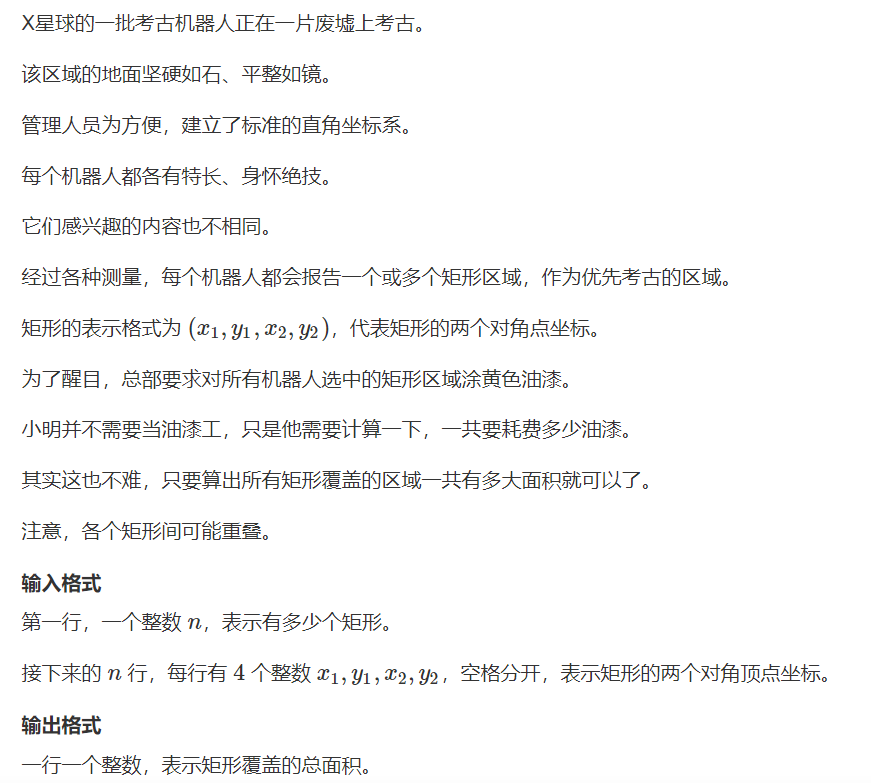 X星球的一批考古机器人正在一片废墟上考古。
该区域的地面坚硬如石、平整如镜。
管理人员为方便，建立了标准的直角坐标系。
每个机器人都各有特长、身怀绝技。
它们感兴趣的内容也不相同。
经过各种测量，每个机器人都会报告一个或多个矩形区域，作为优先考古的区域。
矩形的表示格式为 (x₁, y₁, x₂, y₂)，代表矩形的两个对角点坐标。
为了醒目，总部要求对所有机器人选中的矩形区域涂黄色油漆。
小明并不需要当油漆工，只是他需要计算一下，一共要耗费多少油漆。
其实这也不难，只要算出所有矩形覆盖的区域一共有多大面积就可以了。
注意，各个矩形间可能重叠。
输入格式
第一行，一个整数 n，表示有多少个矩形。
接下来的 n 行，每行有 4 个整数 x₁, y₁, x₂, y₂，空格分开，表示矩形的两个对角顶点坐标。
输出格式
一行一个整数，表示矩形覆盖的总面积。